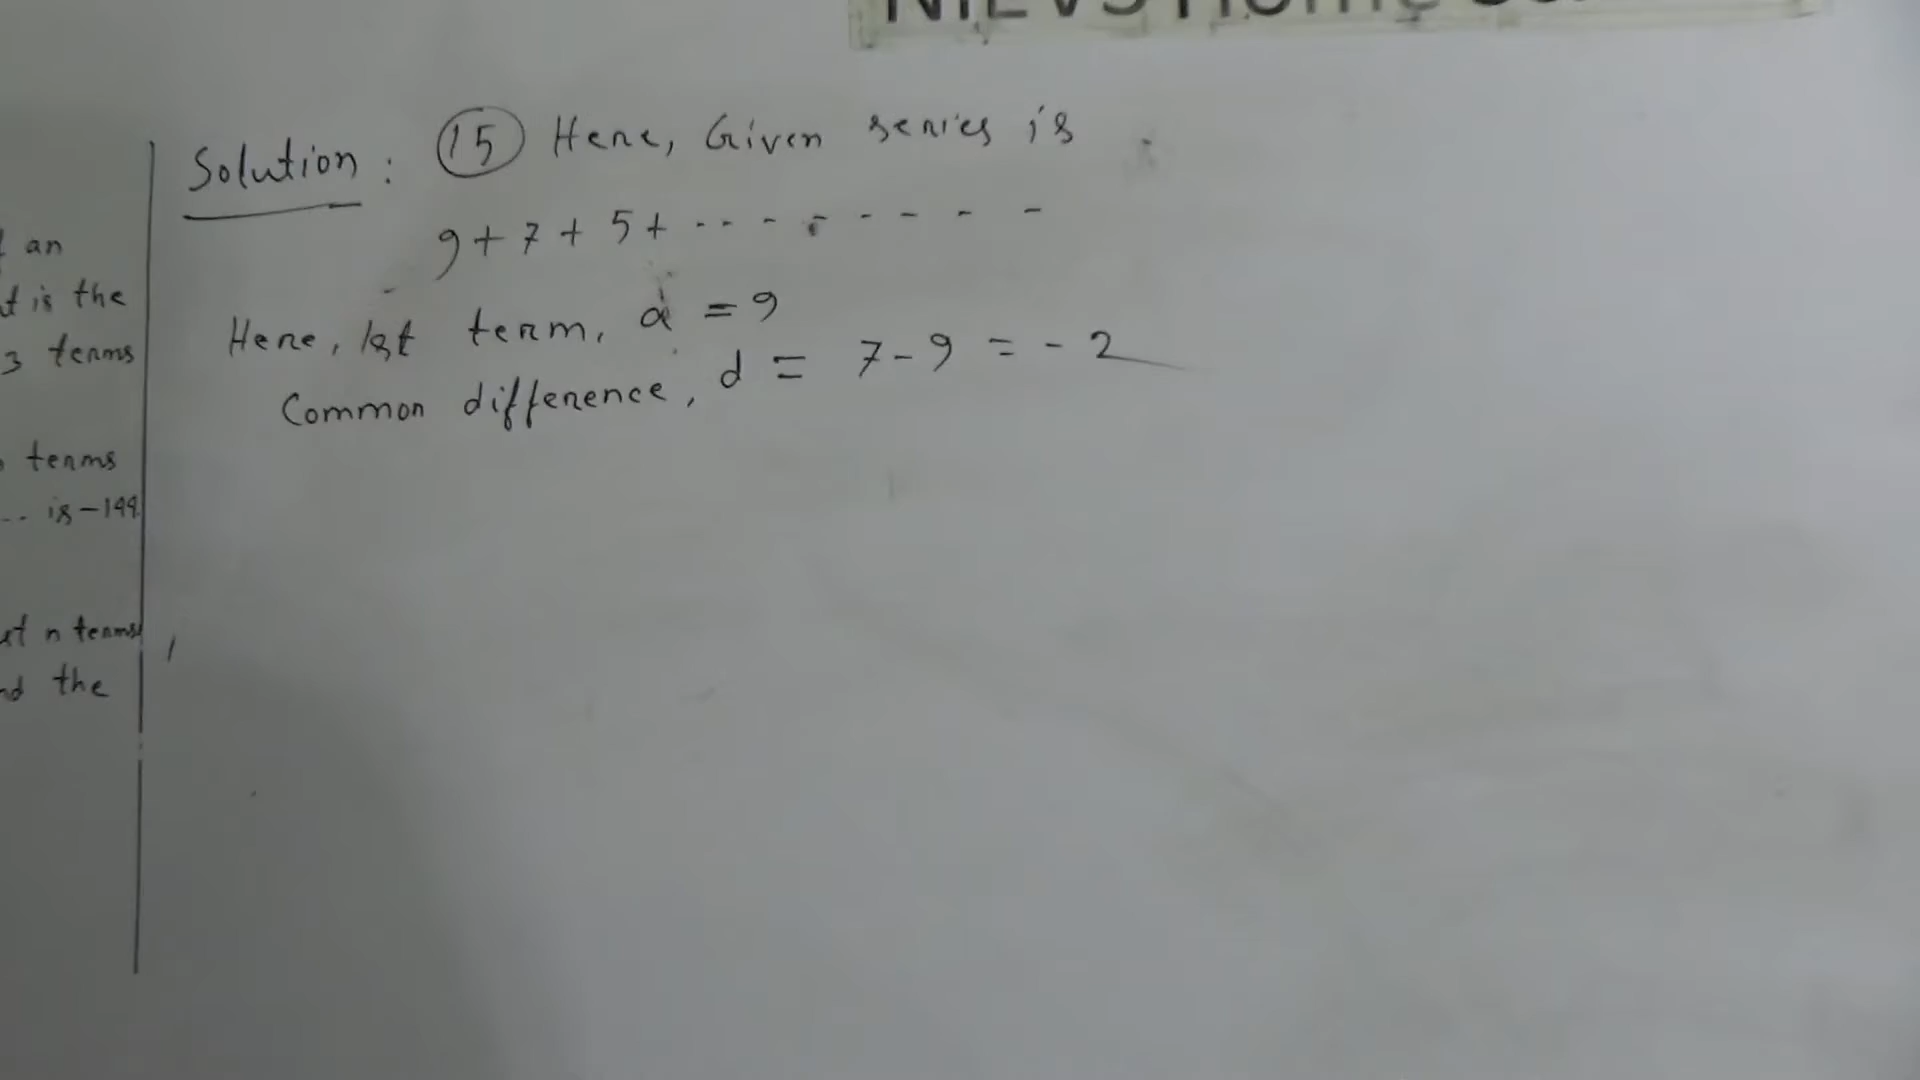 Solution: 15 Here, Given series is
9 + 7 + 5 + ...
Here, 1st term, a = 9
Common difference, d = 7 - 9 = - 2
an
is the
3 terms
terms
... is -144.
n terms
the